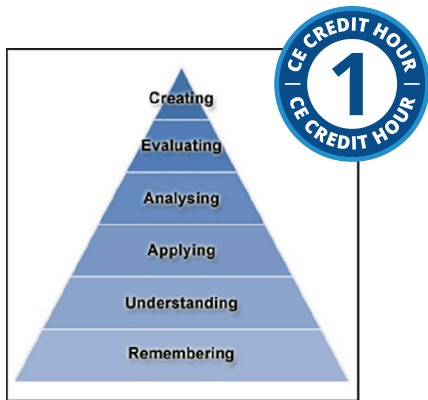 CE CREDIT HOUR
1
CE CREDIT HOUR
Creating
Evaluating
Analysing
Applying
Understanding
Remembering